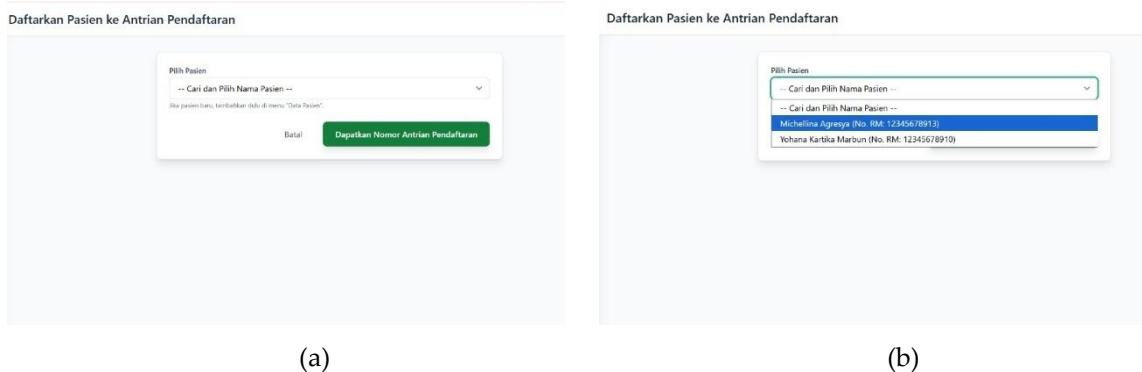 Daftarkan Pasien ke Antrian Pendaftaran
Pilih Pasien
-- Cari dan Pilih Nama Pasien --
Jika pasien baru, tambahkan dulu di menu "Data Pasien".
Batal
Dapatkan Nomor Antrian Pendaftaran
(a)
Daftarkan Pasien ke Antrian Pendaftaran
Pilih Pasien
-- Cari dan Pilih Nama Pasien --
-- Cari dan Pilih Nama Pasien --
Michellina Agresya (No. RM: 12345678913)
Yohana Kartika Marbun (No. RM: 12345678910)
(b)